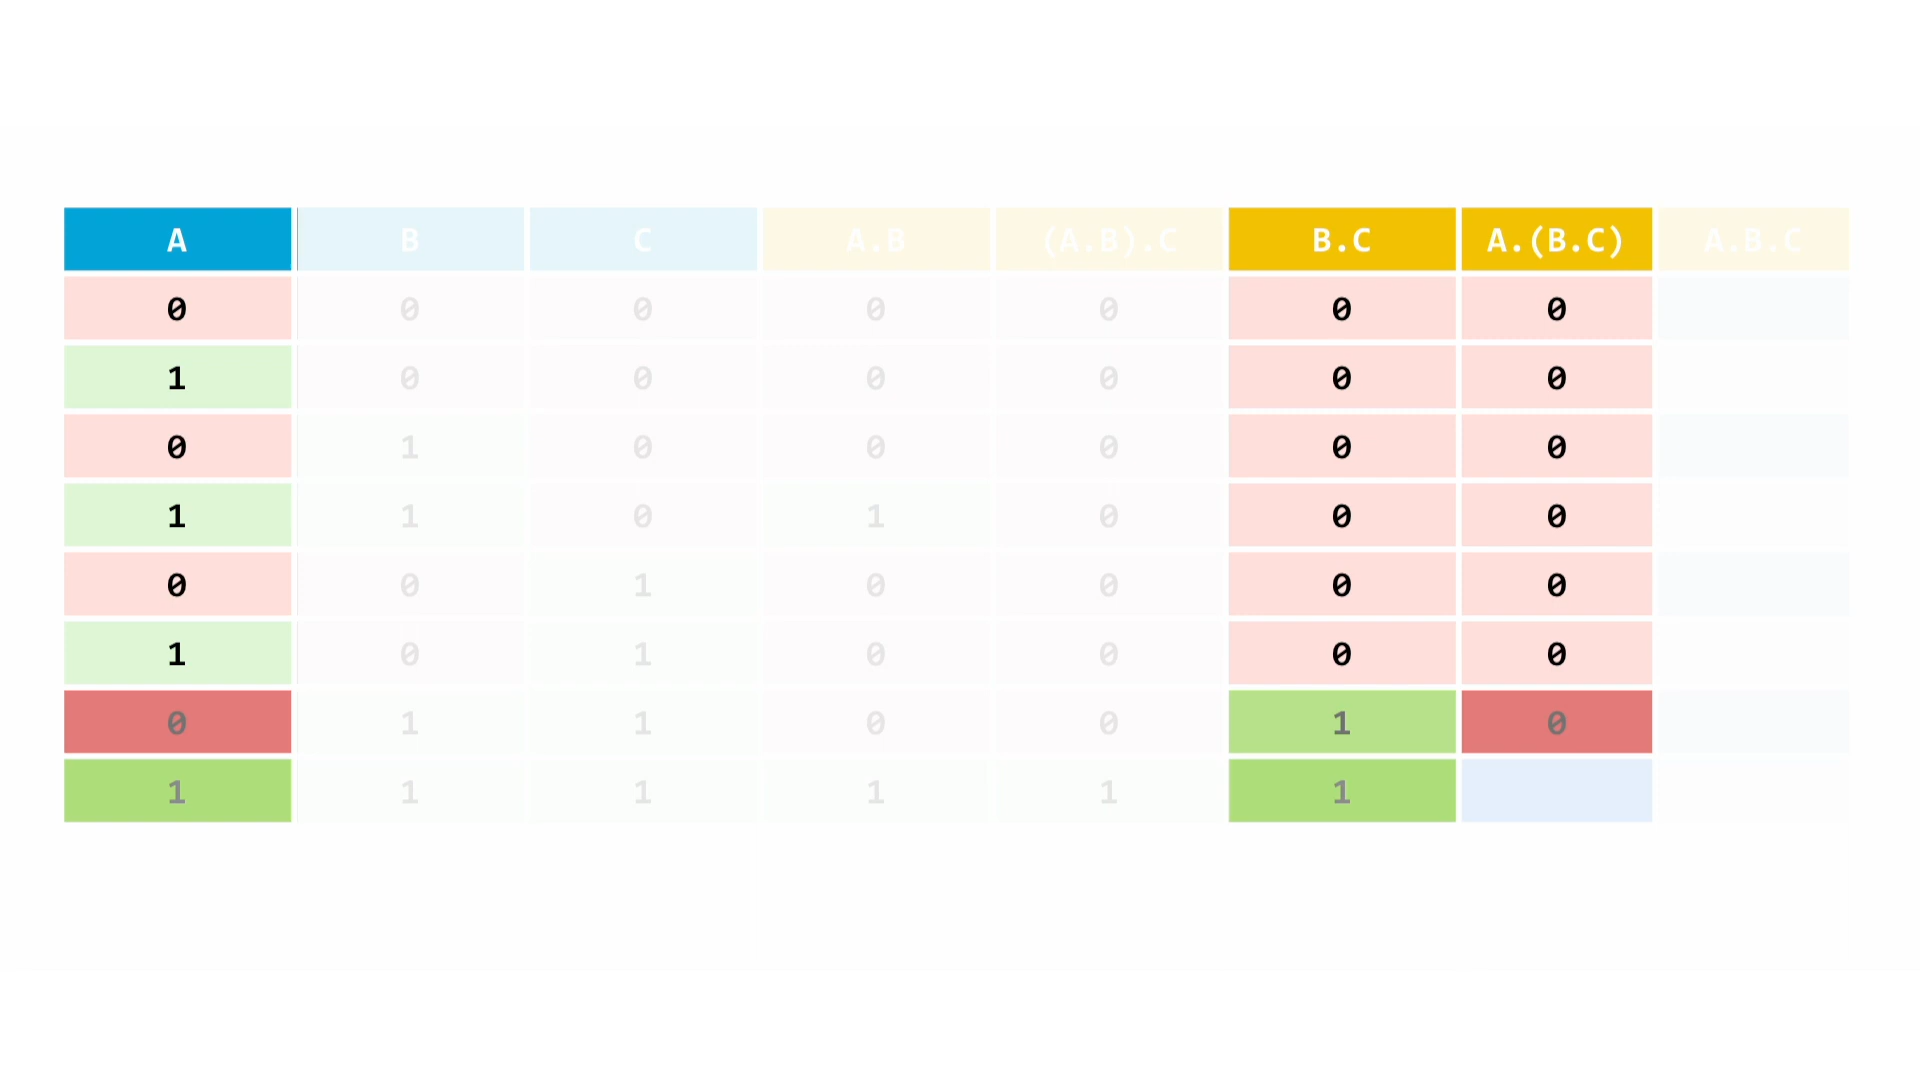 A B C A.B (A.B).C B.C A.(B.C) A.B.C
0 0 0 0 0 0 0
1 0 0 0 0 0 0
0 1 0 0 0 0 0
1 1 0 1 0 0 0
0 0 1 0 0 0 0
1 0 1 0 0 0 0
0 1 1 0 0 1 0
1 1 1 1 1 1